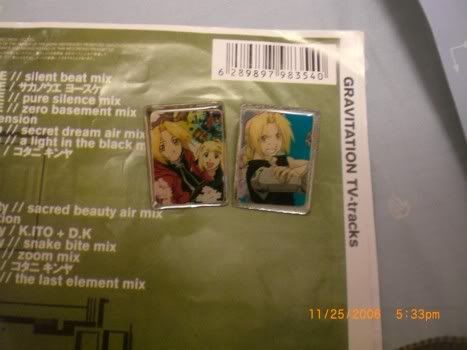 E // silent beat mix
E // サカノウエ ヨースケ
E // pure silence mix
E // zero basement mix
ension
// secret dream air mix
// a light in the black m
/ コタニ キンヤ
// sacred beauty air mix
tion
y // K.ITO + D.K
w // snake bite mix
// zoom mix
/ コタニ キンヤ
// the last element mix
6 289897 983540
GRAVITATION TV-tracks
11/25/2006 5:33pm